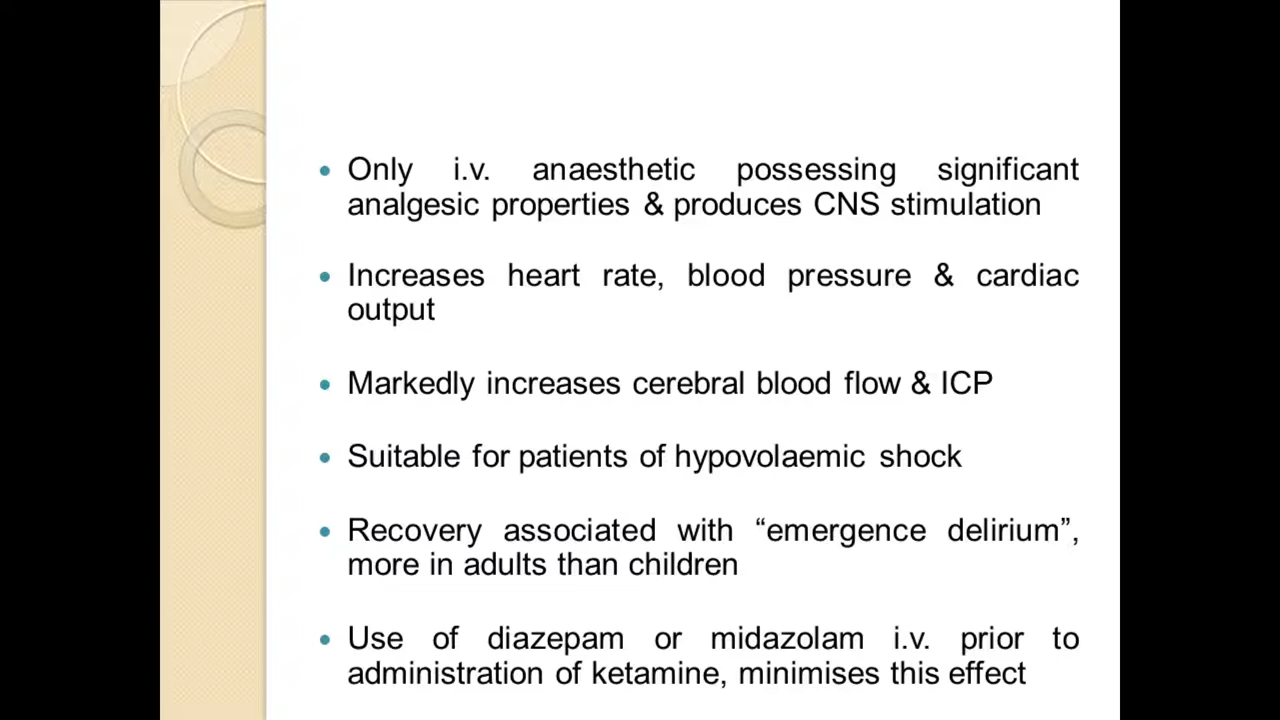 Only i.v. anaesthetic possessing significant
analgesic properties & produces CNS stimulation
Increases heart rate, blood pressure & cardiac
output
Markedly increases cerebral blood flow & ICP
Suitable for patients of hypovolaemic shock
Recovery associated with “emergence delirium”,
more in adults than children
Use of diazepam or midazolam i.v. prior to
administration of ketamine, minimises this effect